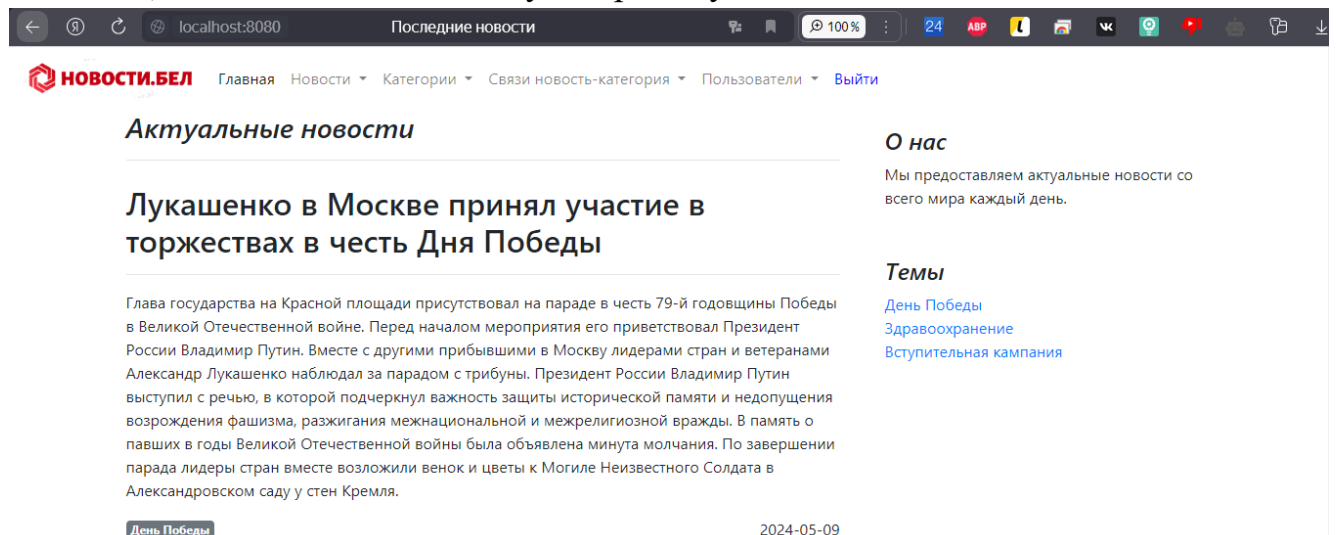 localhost:8080 Последние новости 100% 24 ABP
НОВОСТИ.БЕЛ Главная Новости Категории Связи новость-категория Пользователи Выйти
Актуальные новости
Лукашенко в Москве принял участие в
торжествах в честь Дня Победы
Глава государства на Красной площади присутствовал на параде в честь 79-й годовщины Победы
в Великой Отечественной войне. Перед началом мероприятия его приветствовал Президент
России Владимир Путин. Вместе с другими прибывшими в Москву лидерами стран и ветеранами
Александр Лукашенко наблюдал за парадом с трибуны. Президент России Владимир Путин
выступил с речью, в которой подчеркнул важность защиты исторической памяти и недопущения
возрождения фашизма, разжигания межнациональной и межрелигиозной вражды. В память о
павших в годы Великой Отечественной войны была объявлена минута молчания. По завершении
парада лидеры стран вместе возложили венок и цветы к Могиле Неизвестного Солдата в
Александровском саду у стен Кремля.
День Победы 2024-05-09
О нас
Мы предоставляем актуальные новости со
всего мира каждый день.
Темы
День Победы
Здравоохранение
Вступительная кампания